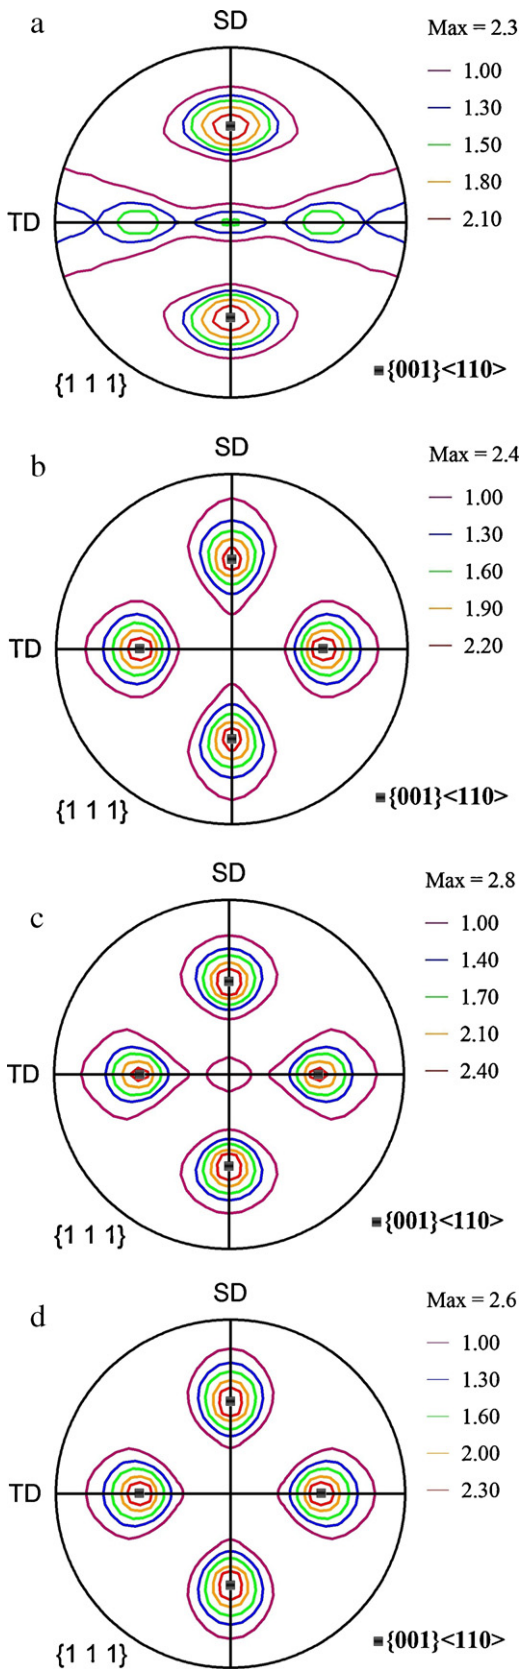 a
SD
Max = 2.3
1.00
1.30
1.50
1.80
2.10
TD
{1 1 1}
{001}<110>
b
SD
Max = 2.4
1.00
1.30
1.60
1.90
2.20
TD
{1 1 1}
{001}<110>
c
SD
Max = 2.8
1.00
1.40
1.70
2.10
2.40
TD
{1 1 1}
{001}<110>
d
SD
Max = 2.6
1.00
1.30
1.60
2.00
2.30
TD
{1 1 1}
{001}<110>